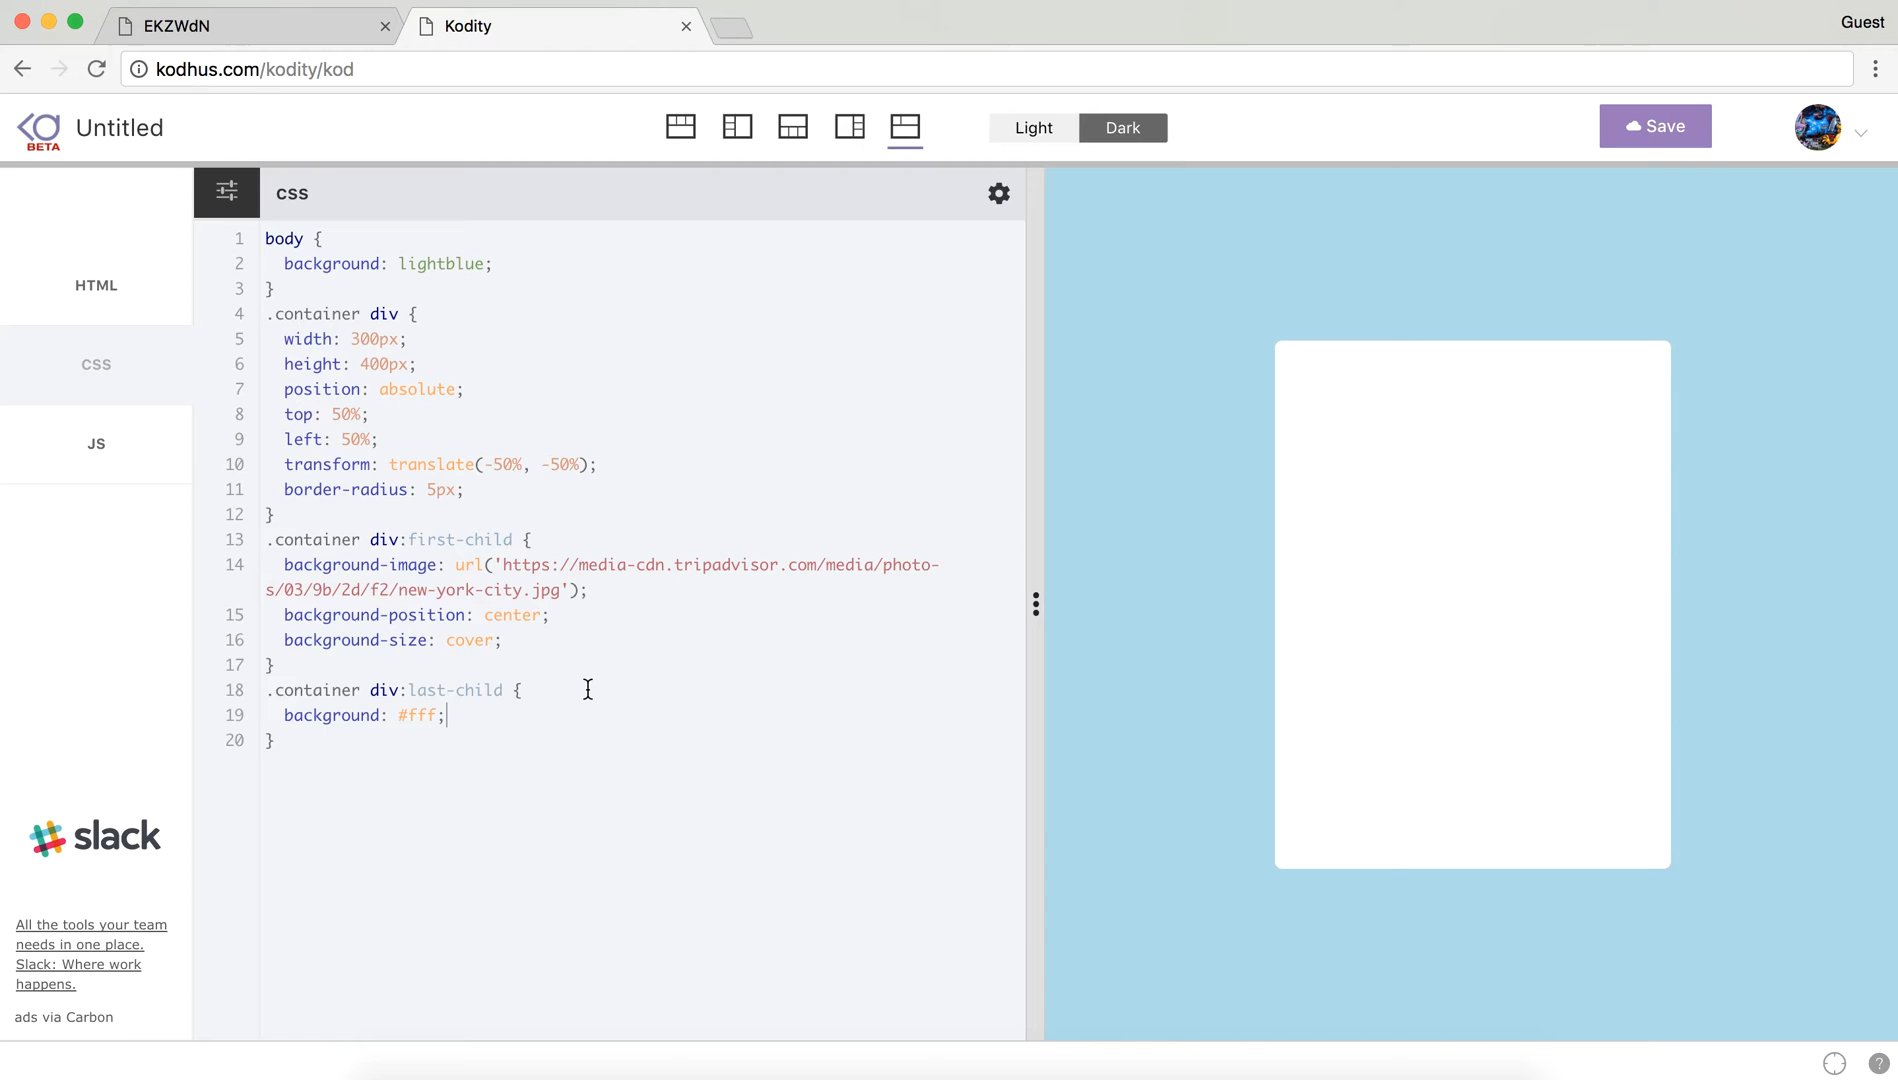 EKZWdN
Kodity
Guest
kodhus.com/kodity/kod
BETA
Untitled
Light
Dark
Save
HTML
CSS
JS
slack
All the tools your team
needs in one place.
Slack: Where work
happens.
ads via Carbon
CSS
1 body {
2 background: lightblue;
3 }
4 .container div {
5 width: 300px;
6 height: 400px;
7 position: absolute;
8 top: 50%;
9 left: 50%;
10 transform: translate(-50%, -50%);
11 border-radius: 5px;
12 }
13 .container div:first-child {
14 background-image: url('https://media-cdn.tripadvisor.com/media/photo-
s/03/9b/2d/f2/new-york-city.jpg');
15 background-position: center;
16 background-size: cover;
17 }
18 .container div:last-child {
19 background: #fff;
20 }
?